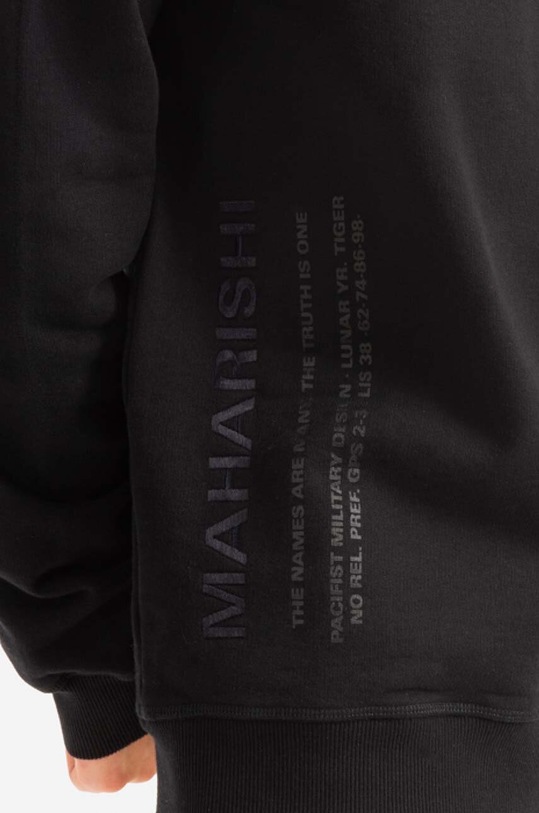 MAHARISHI
THE NAMES ARE MANY. THE TRUTH IS ONE
PACIFIST MILITARY DESIGN · LUNAR YR. TIGER
NO REL. PREF. GPS 2-3 LIS 38 ·62·74·86·98·